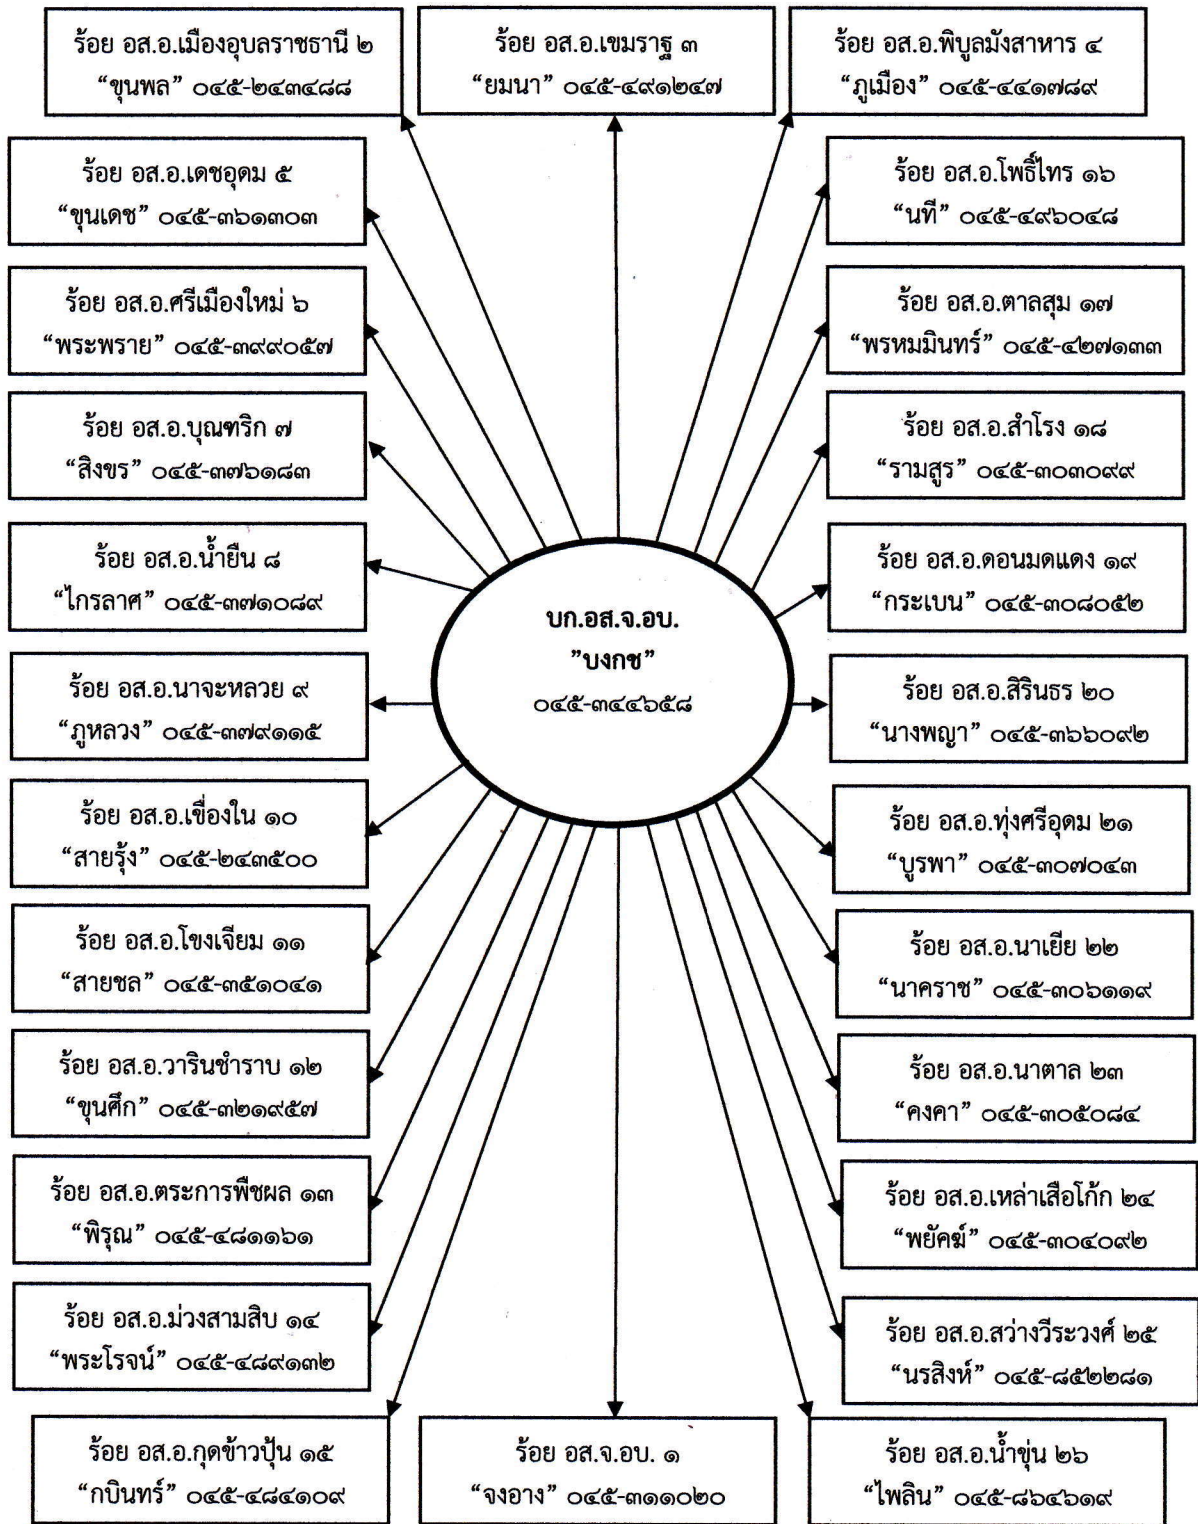 ร้อย อส.อ.เมืองอุบลราชธานี ๒
“ขุนพล” ๐๔๕-๒๔๓๔๘๘
ร้อย อส.อ.เขมราฐ ๓
“ยมนา” ๐๔๕-๔๙๑๒๔๗
ร้อย อส.อ.พิบูลมังสาหาร ๔
“ภูเมือง” ๐๔๕-๔๔๑๗๘๙
ร้อย อส.อ.เดชอุดม ๕
“ขุนเดช” ๐๔๕-๓๖๑๓๐๓
ร้อย อส.อ.โพธิ์ไทร ๑๖
“นที” ๐๔๕-๔๙๖๐๔๘
ร้อย อส.อ.ศรีเมืองใหม่ ๖
“พระพราย” ๐๔๕-๓๙๙๐๕๗
ร้อย อส.อ.ตาลสุม ๑๗
“พรหมมินทร์” ๐๔๕-๔๒๗๑๓๓
ร้อย อส.อ.บุณฑริก ๗
“สิงขร” ๐๔๕-๓๗๖๑๘๓
ร้อย อส.อ.สำโรง ๑๘
“รามสูร” ๐๔๕-๓๐๓๐๙๙
ร้อย อส.อ.น้ำยืน ๘
“ไกรลาศ” ๐๔๕-๓๗๑๐๘๙
ร้อย อส.อ.ดอนมดแดง ๑๙
“กระเบน” ๐๔๕-๓๐๘๐๕๒
บก.อส.จ.อบ.
”บงกช”
๐๔๕-๓๔๔๖๕๘
ร้อย อส.อ.นาจะหลวย ๙
“ภูหลวง” ๐๔๕-๓๗๙๑๑๕
ร้อย อส.อ.สิรินธร ๒๐
“นางพญา” ๐๔๕-๓๖๖๐๙๒
ร้อย อส.อ.เขื่องใน ๑๐
“สายรุ้ง” ๐๔๕-๒๔๓๕๐๐
ร้อย อส.อ.ทุ่งศรีอุดม ๒๑
“บูรพา” ๐๔๕-๓๐๗๐๔๓
ร้อย อส.อ.โขงเจียม ๑๑
“สายชล” ๐๔๕-๓๕๑๐๔๑
ร้อย อส.อ.นาเยีย ๒๒
“นาคราช” ๐๔๕-๓๐๖๑๑๙
ร้อย อส.อ.วารินชำราบ ๑๒
“ขุนศึก” ๐๔๕-๓๒๑๙๕๗
ร้อย อส.อ.นาตาล ๒๓
“คงคา” ๐๔๕-๓๐๕๐๘๔
ร้อย อส.อ.ตระการพืชผล ๑๓
“พิรุณ” ๐๔๕-๔๘๑๑๖๑
ร้อย อส.อ.เหล่าเสือโก้ก ๒๔
“พยัคฆ์” ๐๔๕-๓๐๔๐๙๒
ร้อย อส.อ.ม่วงสามสิบ ๑๔
“พระโรจน์” ๐๔๕-๔๘๙๑๓๒
ร้อย อส.อ.สว่างวีระวงศ์ ๒๕
“นรสิงห์” ๐๔๕-๘๕๒๒๘๑
ร้อย อส.อ.กุดข้าวปุ้น ๑๕
“กบินทร์” ๐๔๕-๔๘๔๑๐๙
ร้อย อส.จ.อบ. ๑
“จงอาง” ๐๔๕-๓๑๑๐๒๐
ร้อย อส.อ.น้ำขุ่น ๒๖
“ไพลิน” ๐๔๕-๘๖๔๖๑๙